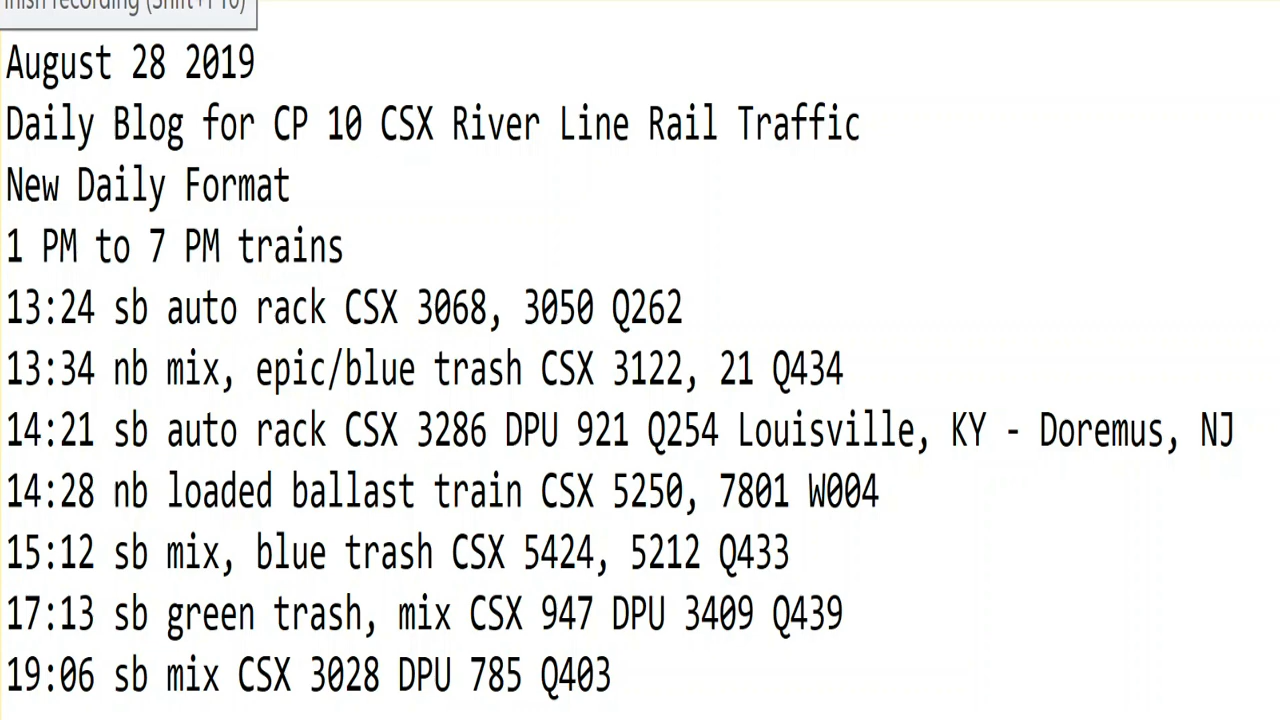 recording (Shift+F10)
August 28 2019
Daily Blog for CP 10 CSX River Line Rail Traffic
New Daily Format
1 PM to 7 PM trains
13:24 sb auto rack CSX 3068, 3050 Q262
13:34 nb mix, epic/blue trash CSX 3122, 21 Q434
14:21 sb auto rack CSX 3286 DPU 921 Q254 Louisville, KY - Doremus, NJ
14:28 nb loaded ballast train CSX 5250, 7801 W004
15:12 sb mix, blue trash CSX 5424, 5212 Q433
17:13 sb green trash, mix CSX 947 DPU 3409 Q439
19:06 sb mix CSX 3028 DPU 785 Q403